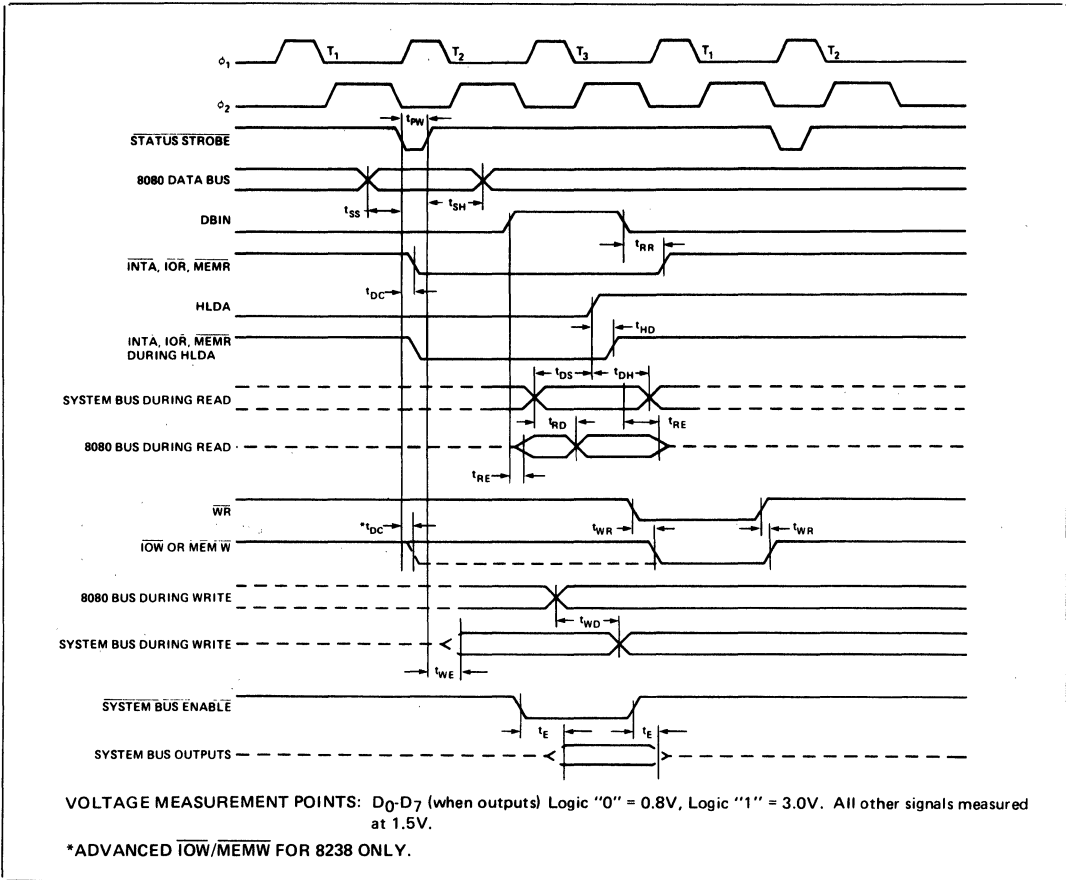 T1 T2 T3 T1 T2
ϕ1
ϕ2
tPW
STATUS STROBE
8080 DATA BUS
tSS tSH
DBIN
tRR
INTA, IOR, MEMR
tDC
HLDA
tHD
INTA, IOR, MEMR
DURING HLDA
tDS tDH
SYSTEM BUS DURING READ
tRD tRE
8080 BUS DURING READ
tRE
WR
*tDC tWR tWR
IOW OR MEM W
8080 BUS DURING WRITE
tWD
SYSTEM BUS DURING WRITE
tWE
SYSTEM BUS ENABLE
tE tE
SYSTEM BUS OUTPUTS
VOLTAGE MEASUREMENT POINTS: D0-D7 (when outputs) Logic "0" = 0.8V, Logic "1" = 3.0V. All other signals measured
at 1.5V.
*ADVANCED IOW/MEMW FOR 8238 ONLY.